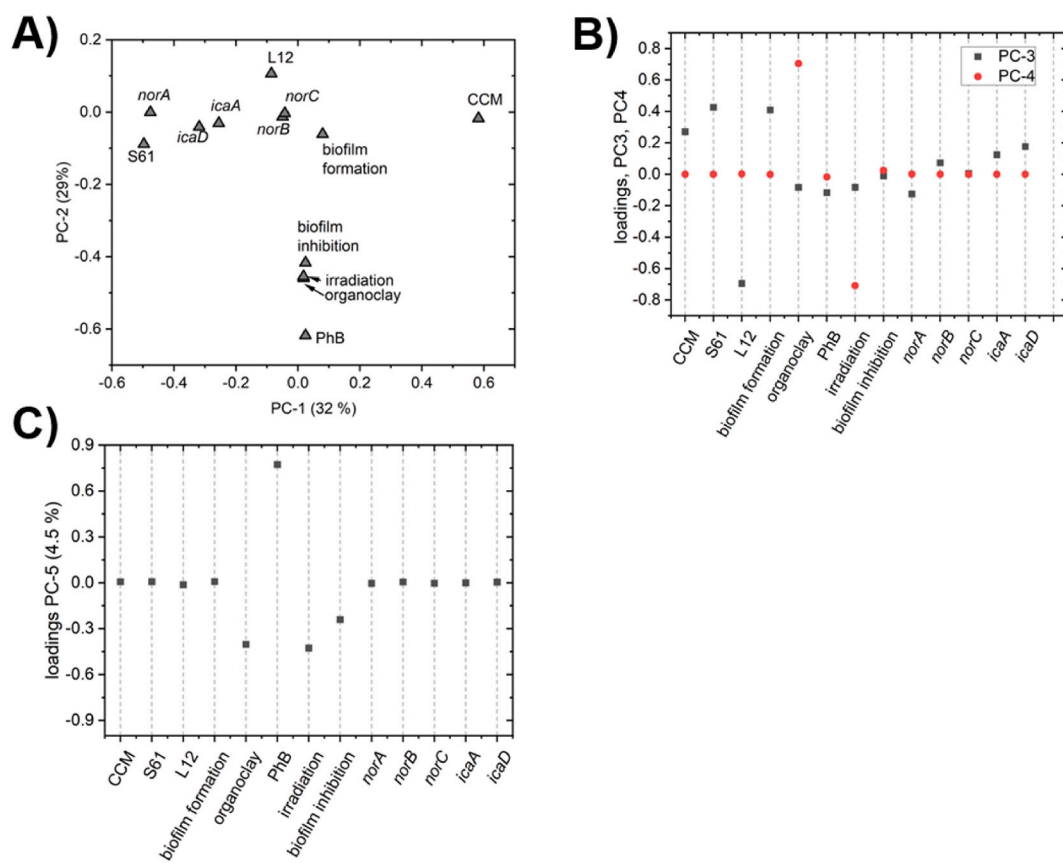 A)
0.2
0.0
-0.2
-0.4
-0.6
PC-2 (29%)
L12
norA
icaA
norC
CCM
icaD
norB
S61
biofilm
formation
biofilm
inhibition
irradiation
organoclay
PhB
-0.6 -0.4 -0.2 0.0 0.2 0.4 0.6
PC-1 (32 %)
B)
0.8
0.6
0.4
0.2
0.0
-0.2
-0.4
-0.6
-0.8
loadings, PC3, PC4
PC-3
PC-4
CCM
S61
L12
biofilm formation
organoclay
PhB
irradiation
biofilm inhibition
norA
norB
norC
icaA
icaD
C)
0.9
0.6
0.3
0.0
-0.3
-0.6
-0.9
loadings PC-5 (4.5 %)
CCM
S61
L12
biofilm formation
organoclay
PhB
irradiation
biofilm inhibition
norA
norB
norC
icaA
icaD